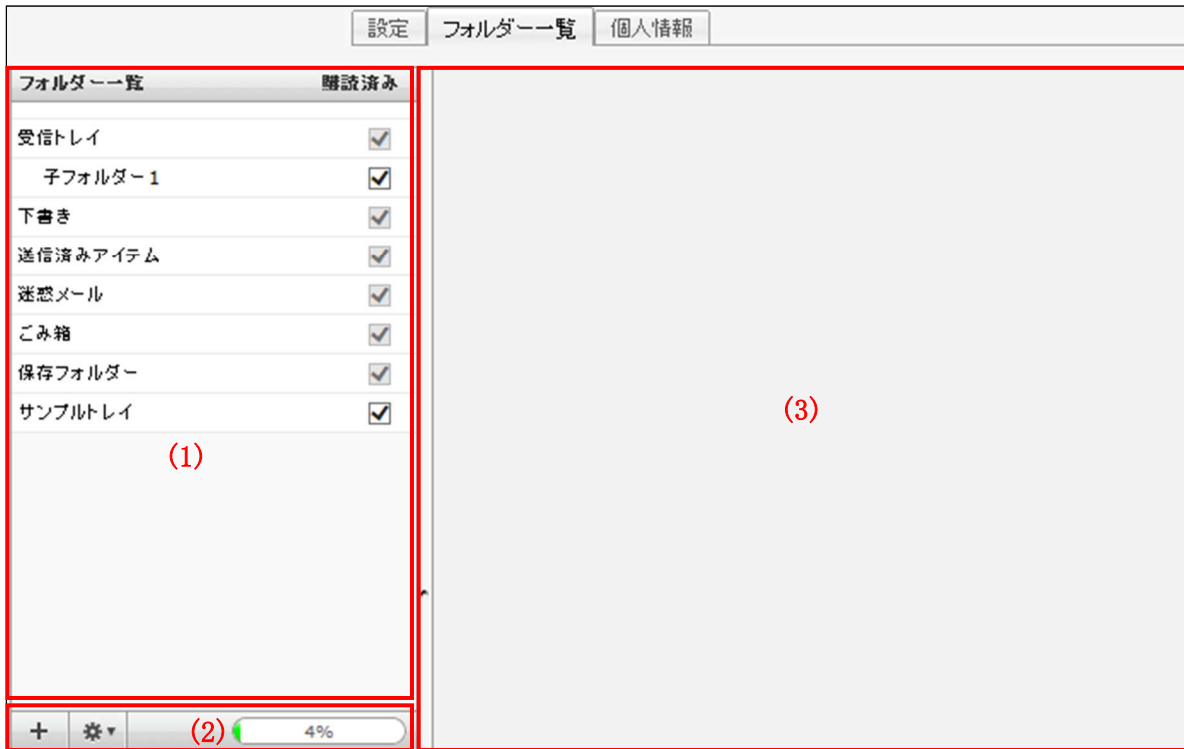 設定 フォルダー一覧 個人情報
フォルダー一覧 購読済み
受信トレイ
子フォルダー1
下書き
送信済みアイテム
迷惑メール
ごみ箱
保存フォルダー
サンプルトレイ
(1)
(3)
(2) 4%